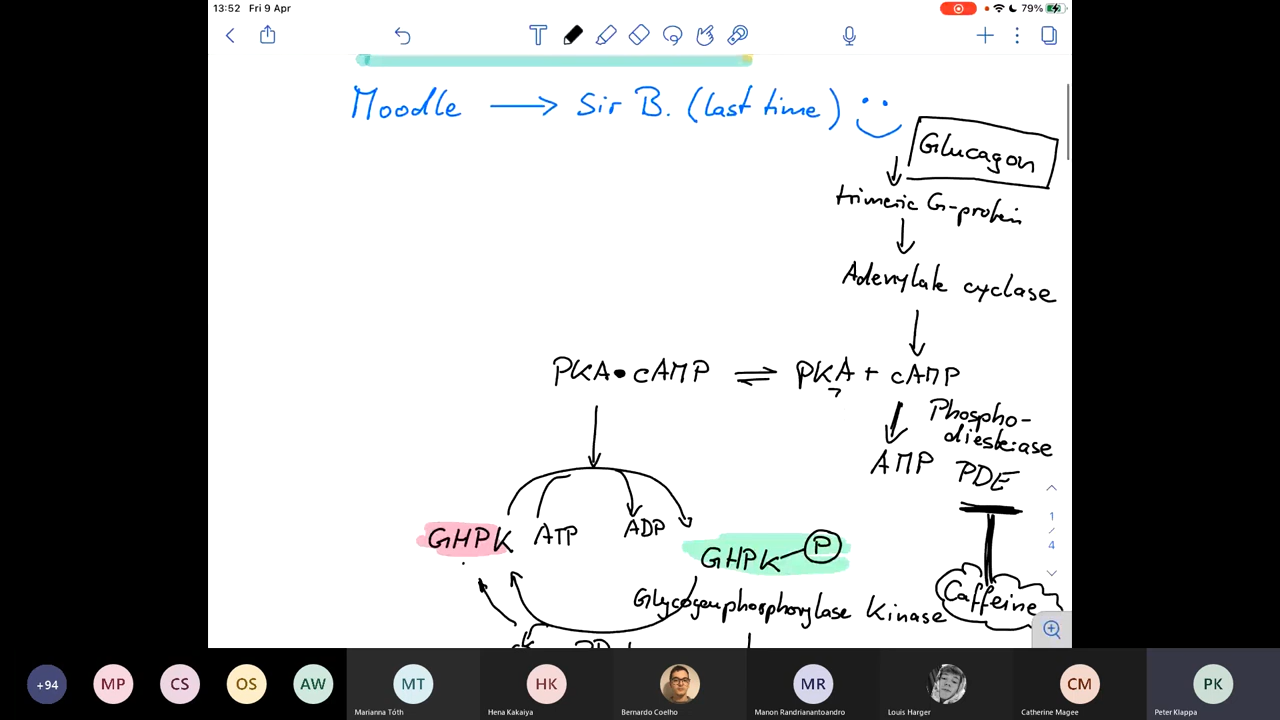 13:52 Fri 9 Apr
79%
Moodle → Sir B. (last time)
Glucagon
trimeric G-protein
Adenylate cyclase
PKA • cAMP ⇌ PKA + cAMP
Phospho-
diesterase
AMP PDE
GHPK ATP ADP
GHPK P
Caffeine
Glycogenphosphorylase Kinase
1
/
4
+94
MP
CS
OS
AW
MT
Marianna Tóth
HK
Hena Kakaiya
Bernardo Coelho
MR
Manon Randrianantoandro
Louis Harger
CM
Catherine Magee
PK
Peter Klappa